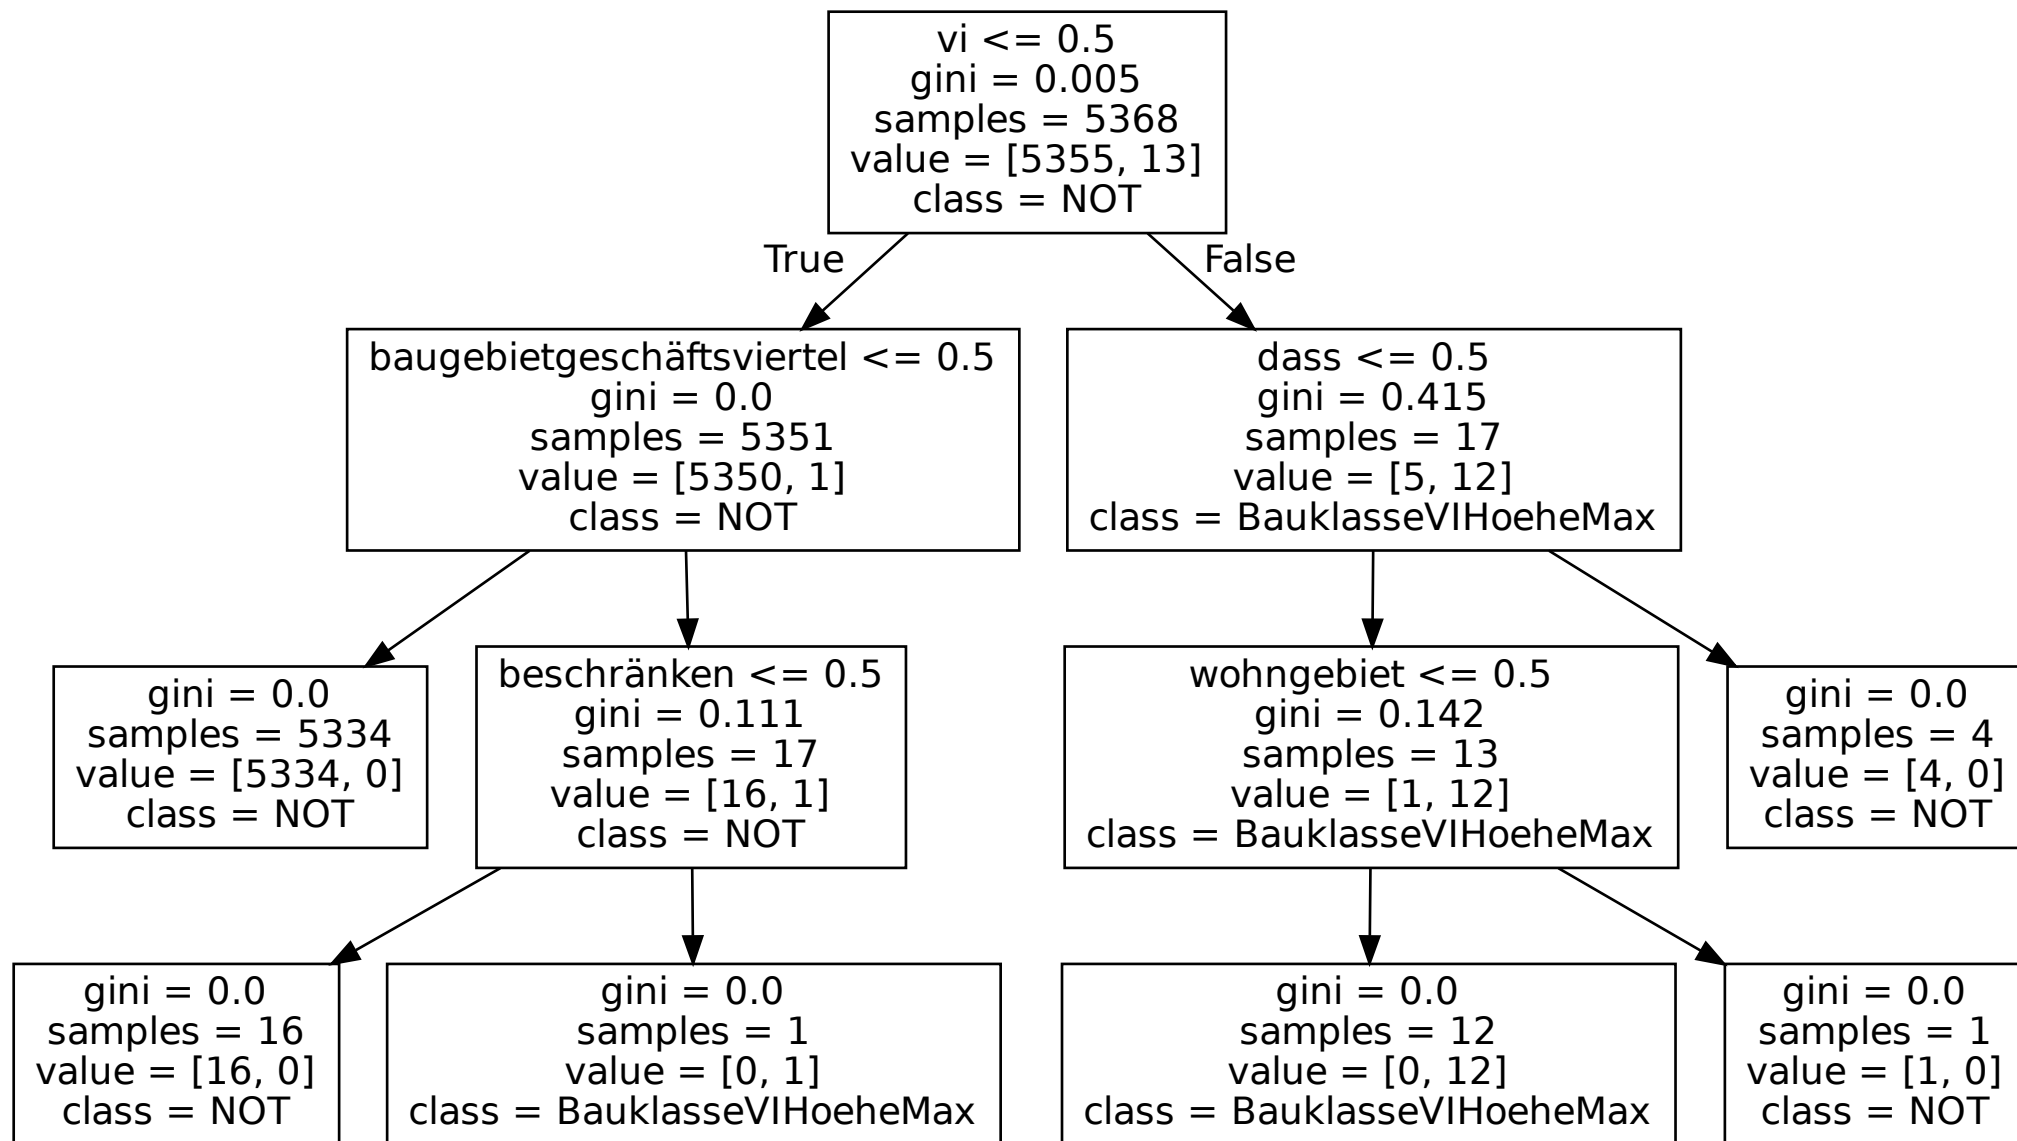 vi <= 0.5
gini = 0.005
samples = 5368
value = [5355, 13]
class = NOT
True
False
baugebietgeschäftsviertel <= 0.5
gini = 0.0
samples = 5351
value = [5350, 1]
class = NOT
dass <= 0.5
gini = 0.415
samples = 17
value = [5, 12]
class = BauklasseVIHoeheMax
gini = 0.0
samples = 5334
value = [5334, 0]
class = NOT
beschränken <= 0.5
gini = 0.111
samples = 17
value = [16, 1]
class = NOT
wohngebiet <= 0.5
gini = 0.142
samples = 13
value = [1, 12]
class = BauklasseVIHoeheMax
gini = 0.0
samples = 4
value = [4, 0]
class = NOT
gini = 0.0
samples = 16
value = [16, 0]
class = NOT
gini = 0.0
samples = 1
value = [0, 1]
class = BauklasseVIHoeheMax
gini = 0.0
samples = 12
value = [0, 12]
class = BauklasseVIHoeheMax
gini = 0.0
samples = 1
value = [1, 0]
class = NOT